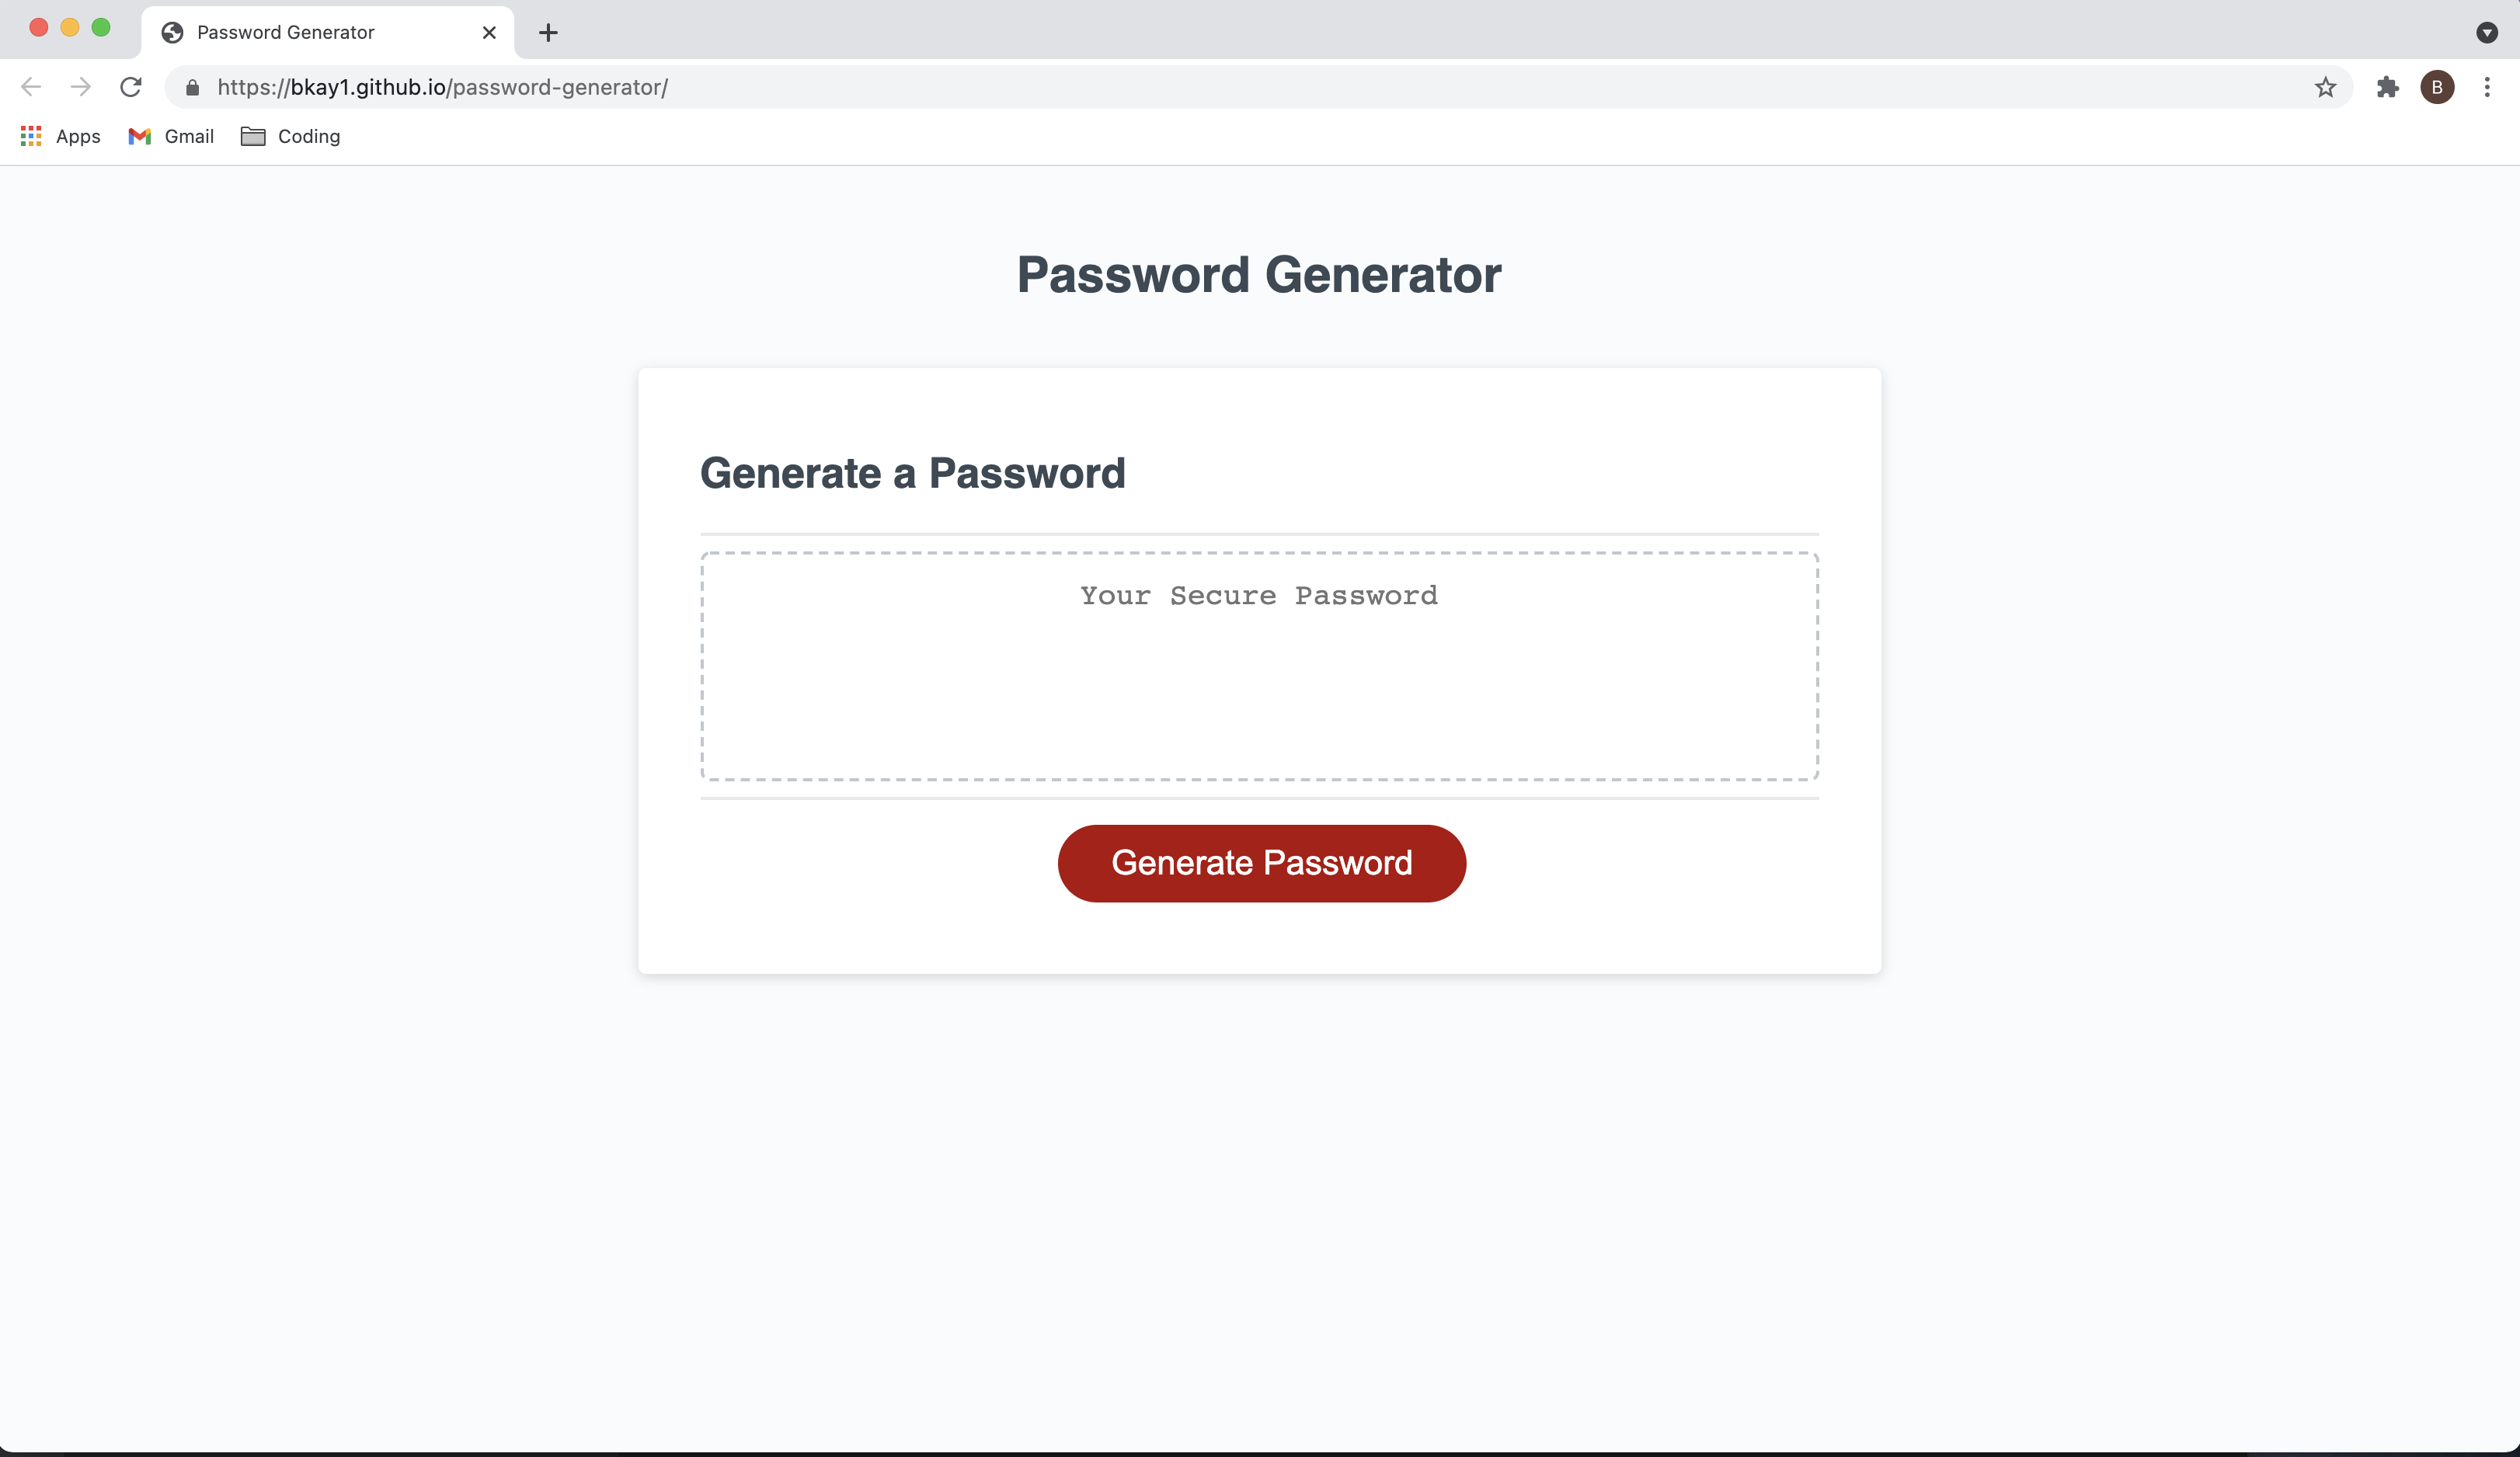 Password Generator
https://bkay1.github.io/password-generator/
B
Apps
Gmail
Coding
Password Generator
Generate a Password
Your Secure Password
Generate Password